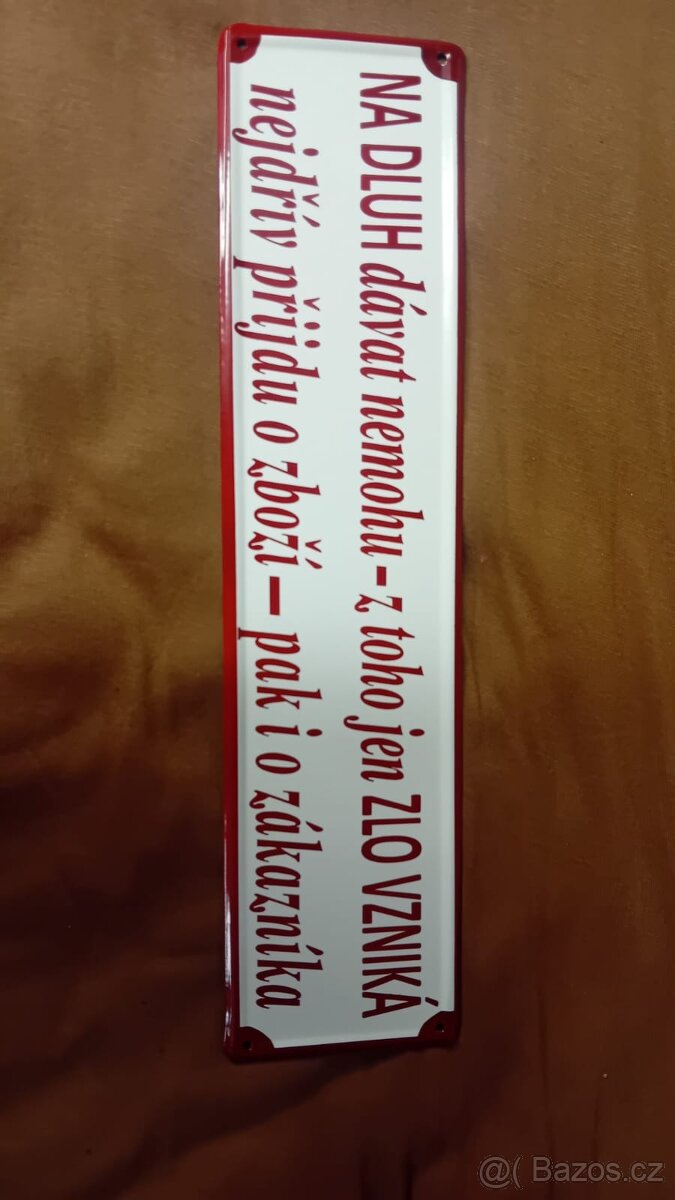 NA DLUH dávat nemohu - z toho jen ZLO VZNIKÁ
nejdřív přijdu o zboží — pak i o zákazníka
@( Bazos.cz